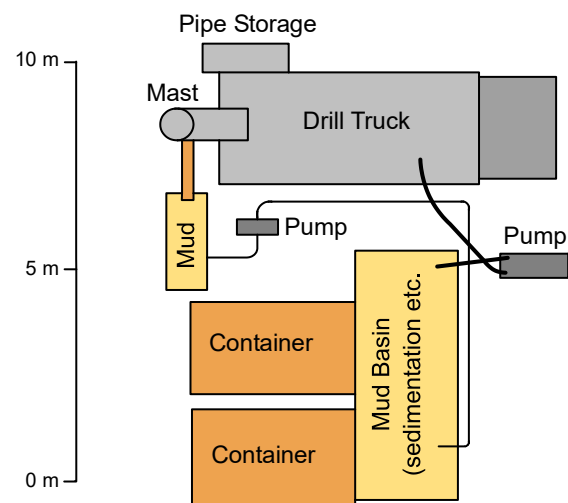 Pipe Storage
10 m
Mast
Drill Truck
Mud
Pump
Pump
5 m
Container
Mud Basin
(sedimentation etc.
Container
0 m